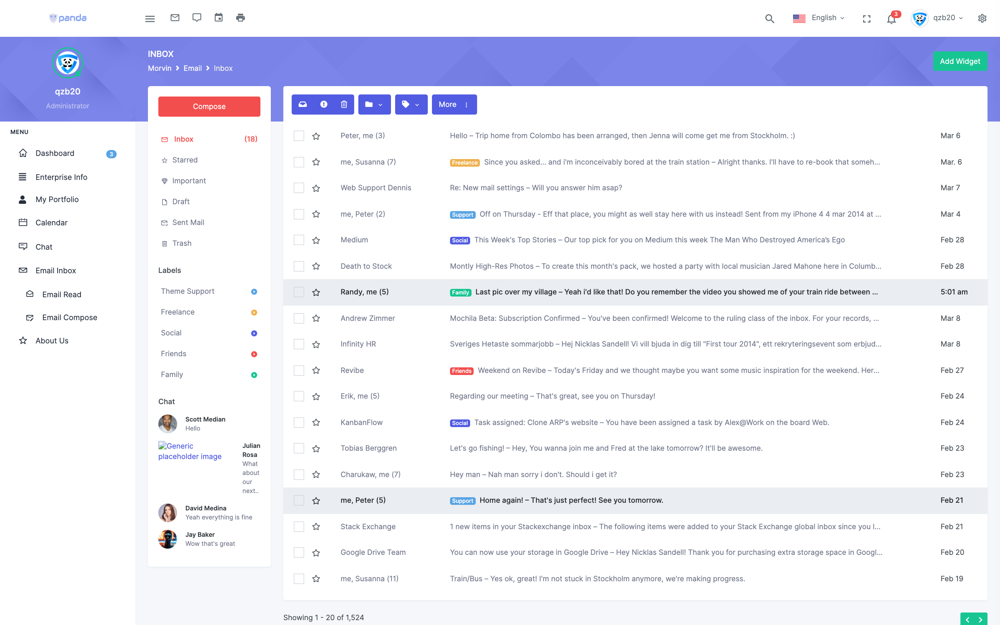 panda
English
3
qzb20
qzb20
Administrator
INBOX
Morvin > Email > Inbox
Add Widget
MENU
Dashboard 3
Enterprise Info
My Portfolio
Calendar
Chat
Email Inbox
Email Read
Email Compose
About Us
Compose
Inbox (18)
Starred
Important
Draft
Sent Mail
Trash
Labels
Theme Support
Freelance
Social
Friends
Family
Chat
Scott Median
Hello
Generic
placeholder image
Julian
Rosa
What
about
our
next..
David Medina
Yeah everything is fine
Jay Baker
Wow that's great
More
Peter, me (3) Hello – Trip home from Colombo has been arranged, then Jenna will come get me from Stockholm. :) Mar 6
me, Susanna (7) Freelance Since you asked... and i'm inconceivably bored at the train station – Alright thanks. I'll have to re-book that someh... Mar. 6
Web Support Dennis Re: New mail settings – Will you answer him asap? Mar 7
me, Peter (2) Support Off on Thursday - Eff that place, you might as well stay here with us instead! Sent from my iPhone 4 4 mar 2014 at ... Mar 4
Medium Social This Week's Top Stories – Our top pick for you on Medium this week The Man Who Destroyed America’s Ego Feb 28
Death to Stock Montly High-Res Photos – To create this month's pack, we hosted a party with local musician Jared Mahone here in Columb... Feb 28
Randy, me (5) Family Last pic over my village – Yeah i'd like that! Do you remember the video you showed me of your train ride between ... 5:01 am
Andrew Zimmer Mochila Beta: Subscription Confirmed – You've been confirmed! Welcome to the ruling class of the inbox. For your records, ... Mar 8
Infinity HR Sveriges Hetaste sommarjobb – Hej Nicklas Sandell! Vi vill bjuda in dig till "First tour 2014", ett rekryteringsevent som erbjud... Mar 8
Revibe Friends Weekend on Revibe – Today's Friday and we thought maybe you want some music inspiration for the weekend. Her... Feb 27
Erik, me (5) Regarding our meeting – That's great, see you on Thursday! Feb 24
KanbanFlow Social Task assigned: Clone ARP's website – You have been assigned a task by Alex@Work on the board Web. Feb 24
Tobias Berggren Let's go fishing! – Hey, You wanna join me and Fred at the lake tomorrow? It'll be awesome. Feb 23
Charukaw, me (7) Hey man – Nah man sorry i don't. Should i get it? Feb 23
me, Peter (5) Support Home again! – That's just perfect! See you tomorrow. Feb 21
Stack Exchange 1 new items in your Stackexchange inbox – The following items were added to your Stack Exchange global inbox since you l... Feb 21
Google Drive Team You can now use your storage in Google Drive – Hey Nicklas Sandell! Thank you for purchasing extra storage space in Googl... Feb 20
me, Susanna (11) Train/Bus – Yes ok, great! I'm not stuck in Stockholm anymore, we're making progress. Feb 19
Showing 1 - 20 of 1,524